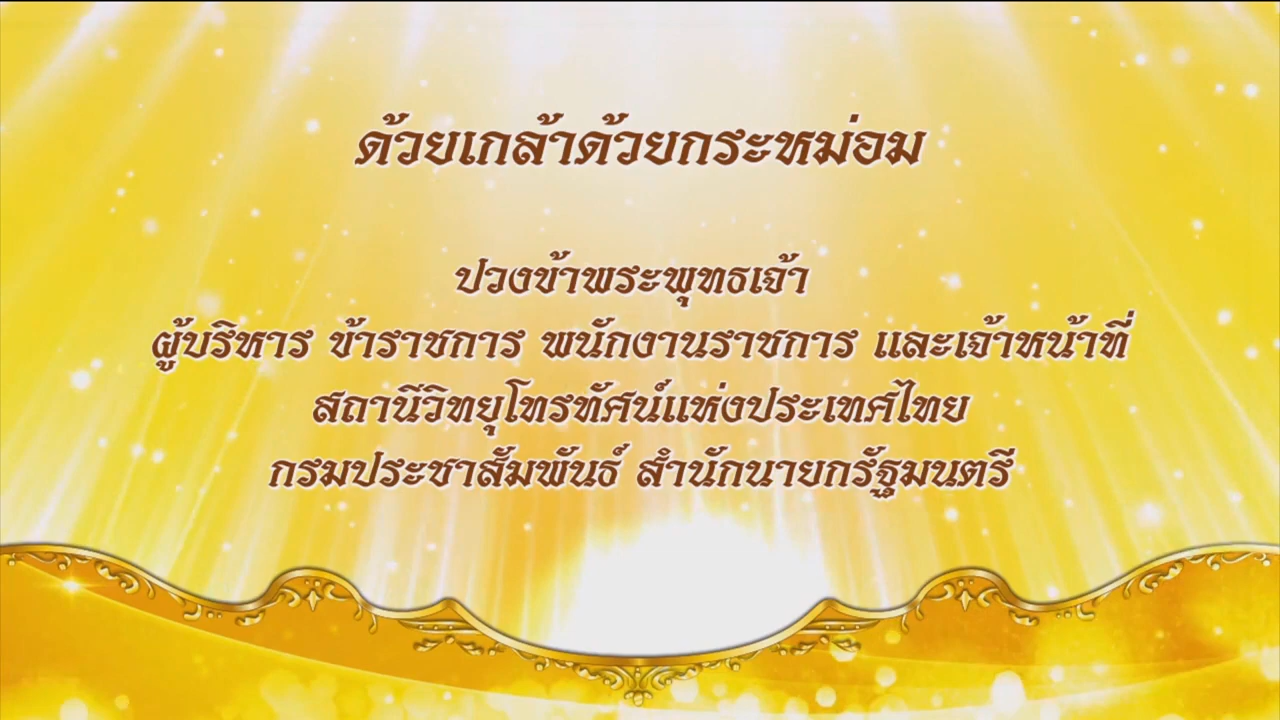 ด้วยเกล้าด้วยกระหม่อม
ปวงข้าพระพุทธเจ้า
ผู้บริหาร ข้าราชการ พนักงานราชการ และเจ้าหน้าที่
สถานีวิทยุโทรทัศน์แห่งประเทศไทย
กรมประชาสัมพันธ์ สำนักนายกรัฐมนตรี